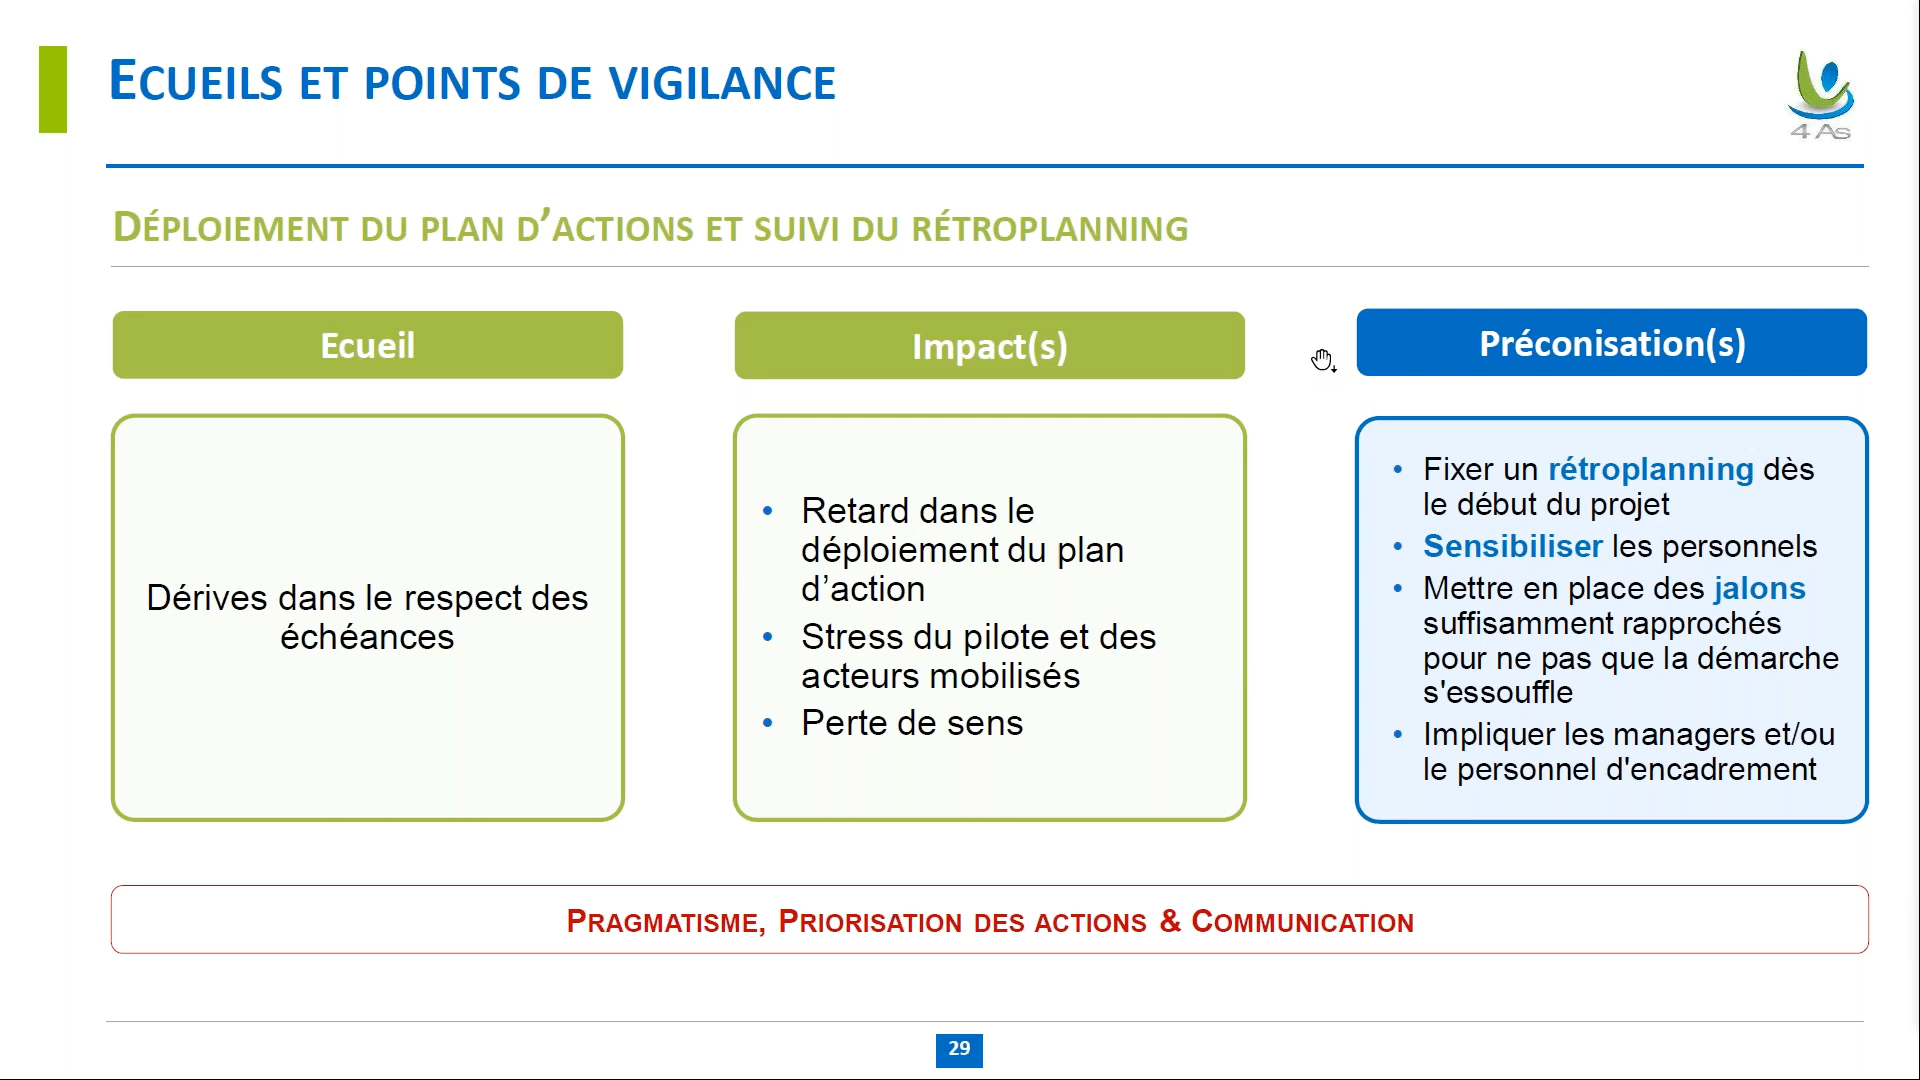 ECUEILS ET POINTS DE VIGILANCE
4 As
DÉPLOIEMENT DU PLAN D’ACTIONS ET SUIVI DU RÉTROPLANNING
Ecueil
Impact(s)
Préconisation(s)
Dérives dans le respect des
échéances
• Retard dans le
déploiement du plan
d’action
• Stress du pilote et des
acteurs mobilisés
• Perte de sens
• Fixer un rétroplanning dès
le début du projet
• Sensibiliser les personnels
• Mettre en place des jalons
suffisamment rapprochés
pour ne pas que la démarche
s'essouffle
• Impliquer les managers et/ou
le personnel d'encadrement
PRAGMATISME, PRIORISATION DES ACTIONS & COMMUNICATION
29